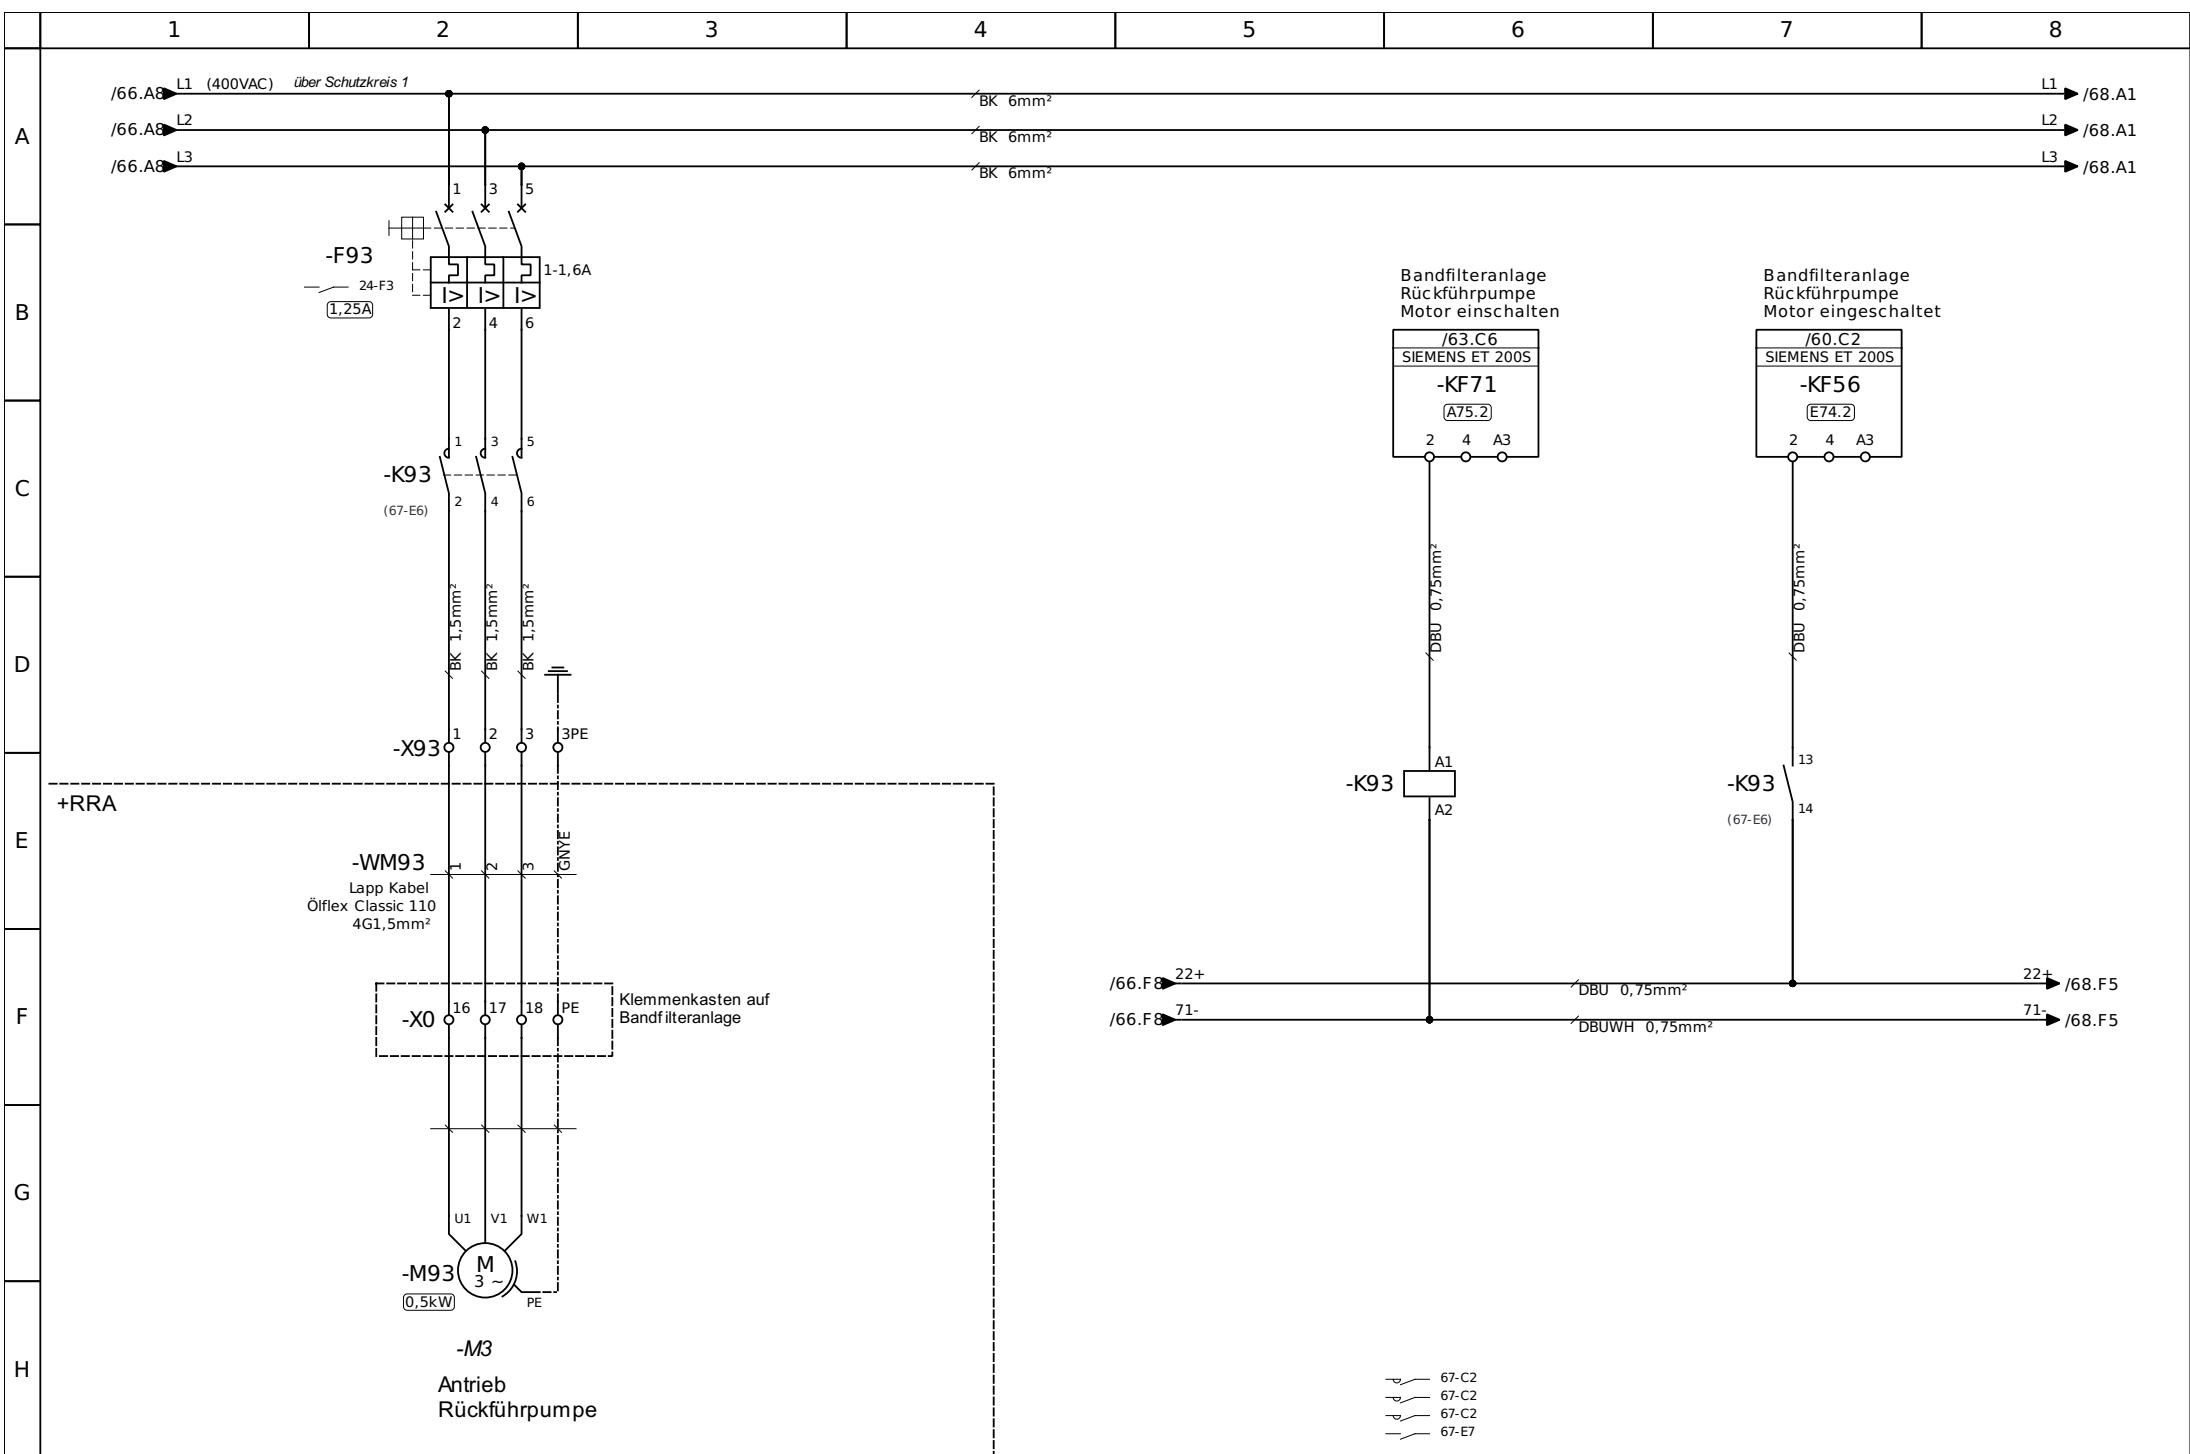 1 2 3 4 5 6 7 8
A
/66.A8 L1 (400VAC) über Schutzkreis 1 BK 6mm² L1 /68.A1
/66.A8 L2 BK 6mm² L2 /68.A1
/66.A8 L3 BK 6mm² L3 /68.A1
1 3 5
B
-F93
24-F3
1,25A
1-1,6A
I> I> I>
2 4 6
Bandfilteranlage
Rückführpumpe
Motor einschalten
/63.C6
SIEMENS ET 200S
-KF71
A75.2
2 4 A3
Bandfilteranlage
Rückführpumpe
Motor eingeschaltet
/60.C2
SIEMENS ET 200S
-KF56
E74.2
2 4 A3
C
-K93
(67-E6)
1 3 5
2 4 6
D
BK 1,5mm²
BK 1,5mm²
BK 1,5mm²
DBU 0,75mm²
DBU 0,75mm²
-X93 1 2 3 3PE
E
+RRA
-K93
A1
A2
-K93
(67-E6)
13
14
-WM93 1 2 3 GNYE
Lapp Kabel
Ölflex Classic 110
4G1,5mm²
F
/66.F8 22+ DBU 0,75mm² 22+ /68.F5
/66.F8 71- DBUWH 0,75mm² 71- /68.F5
-X0 16 17 18 PE
Klemmenkasten auf
Bandfilteranlage
G
U1 V1 W1
-M93
0,5kW
M
3 ~
PE
H
-M3
Antrieb
Rückführpumpe
67-C2
67-C2
67-C2
67-E7